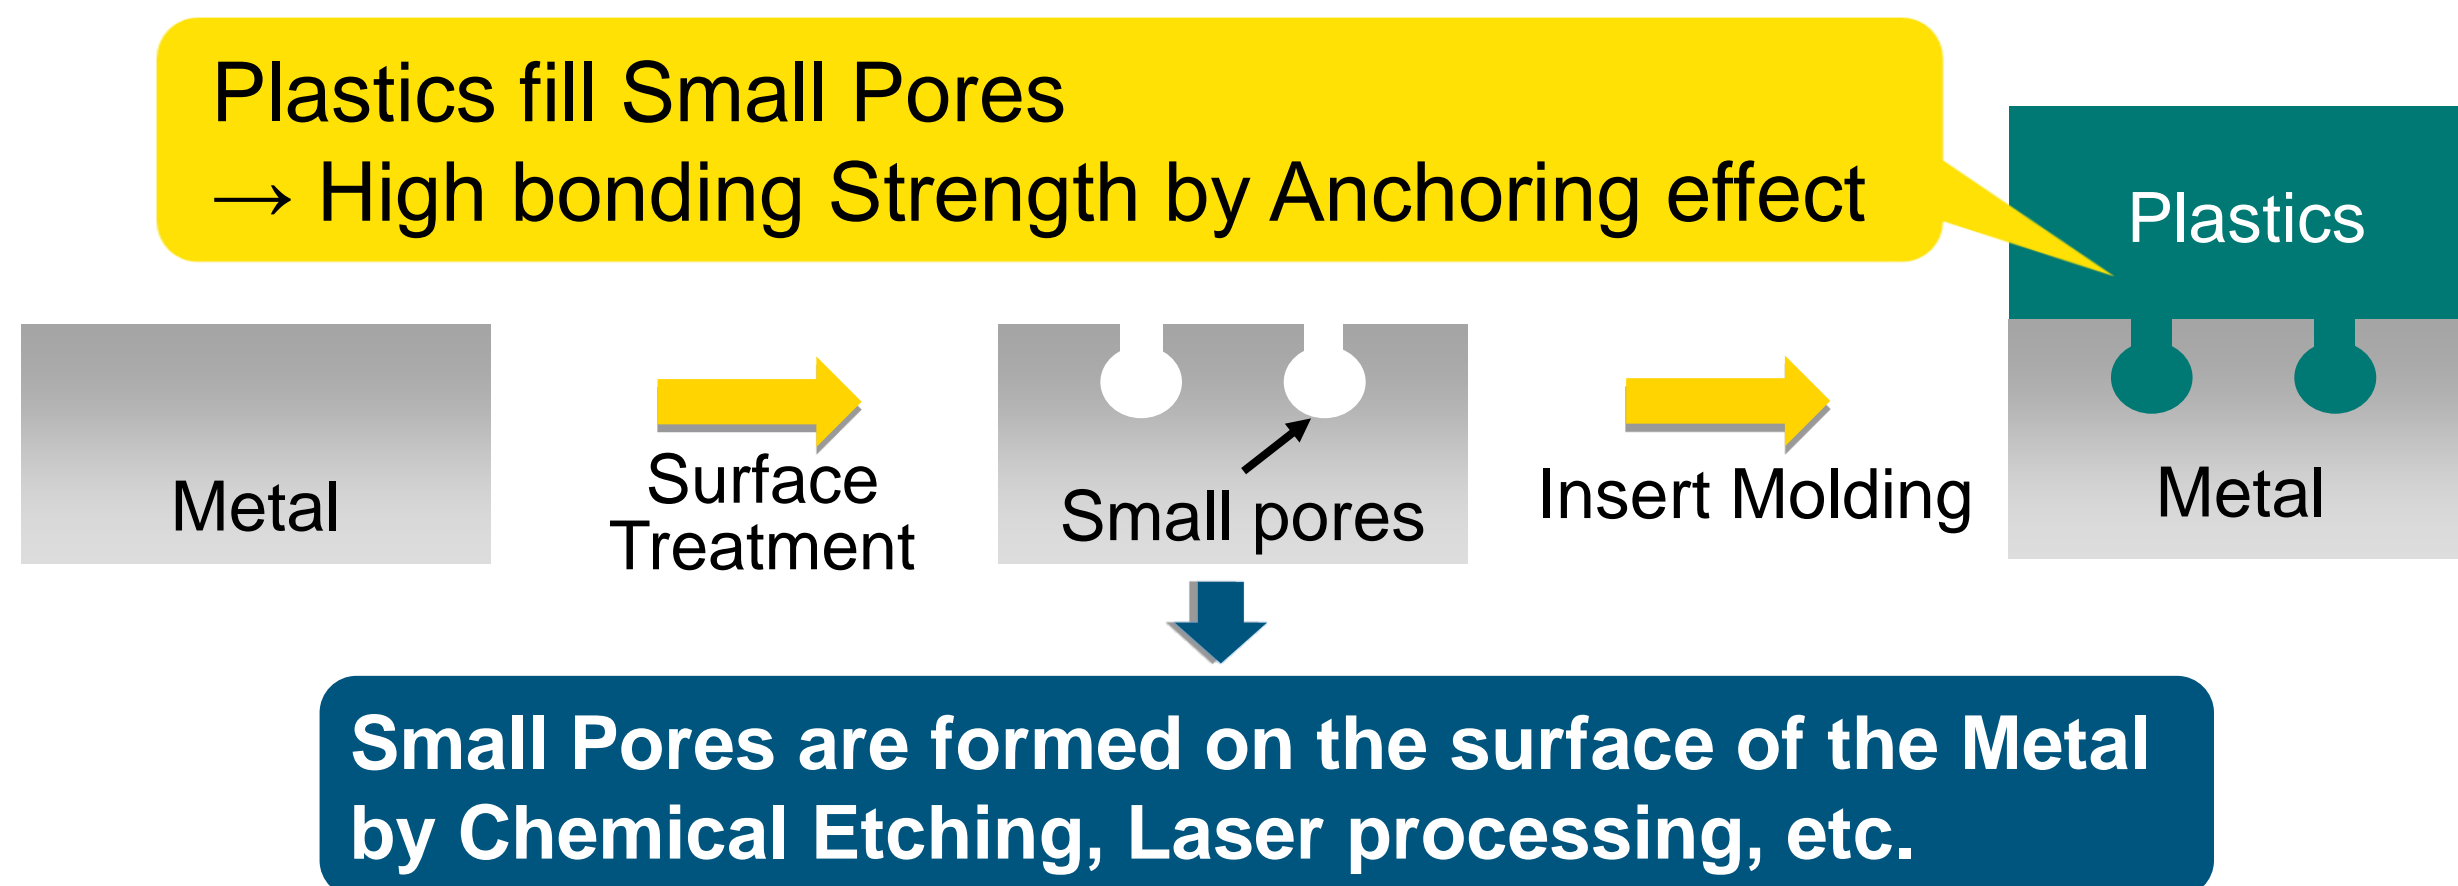 Plastics fill Small Pores
→ High bonding Strength by Anchoring effect
Plastics
Metal
Surface
Treatment
Small pores
Insert Molding
Metal
Small Pores are formed on the surface of the Metal
by Chemical Etching, Laser processing, etc.